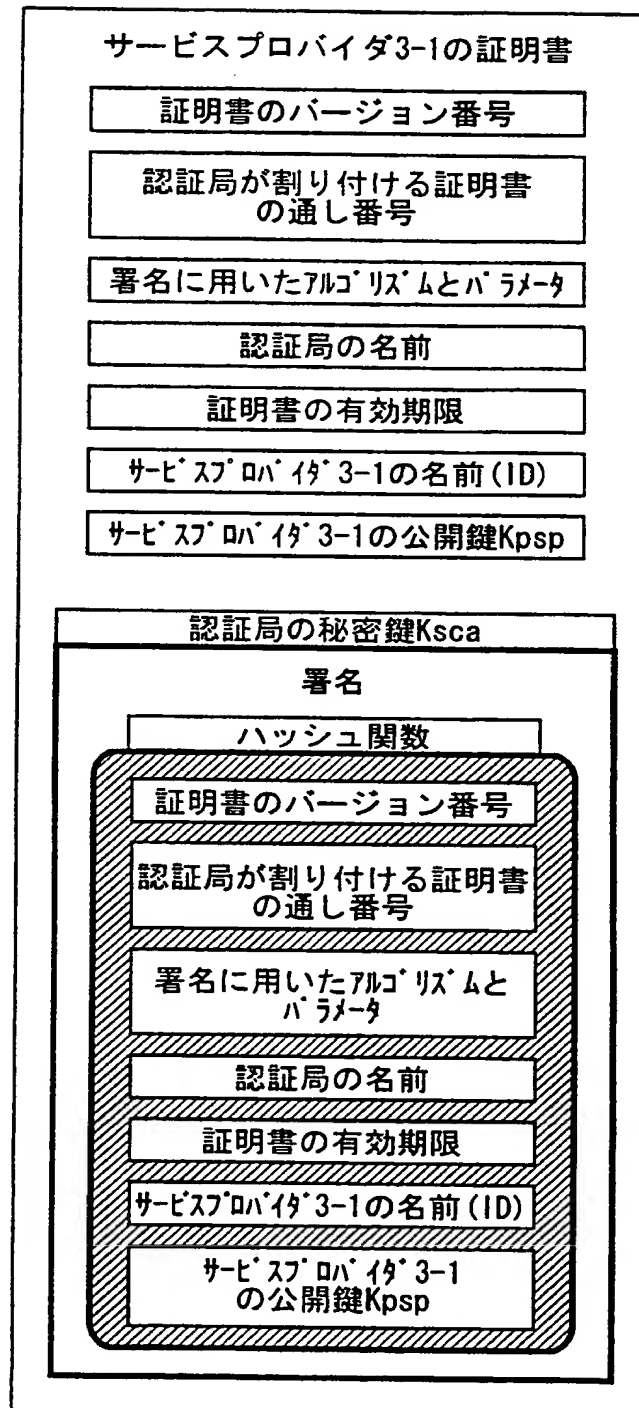 サービスプロバイダ3-1の証明書
証明書のバージョン番号
認証局が割り付ける証明書
の通し番号
署名に用いたｱﾙｺﾞﾘｽﾞﾑとﾊﾟﾗﾒｰﾀ
認証局の名前
証明書の有効期限
ｻｰﾋﾞｽﾌﾟﾛﾊﾞｲﾀﾞ3-1の名前(ID)
ｻｰﾋﾞｽﾌﾟﾛﾊﾞｲﾀﾞ3-1の公開鍵Kpsp
認証局の秘密鍵Ksca
署名
ハッシュ関数
証明書のバージョン番号
認証局が割り付ける証明書
の通し番号
署名に用いたｱﾙｺﾞﾘｽﾞﾑと
ﾊﾟﾗﾒｰﾀ
認証局の名前
証明書の有効期限
ｻｰﾋﾞｽﾌﾟﾛﾊﾞｲﾀﾞ3-1の名前(ID)
ｻｰﾋﾞｽﾌﾟﾛﾊﾞｲﾀﾞ3-1
の公開鍵Kpsp